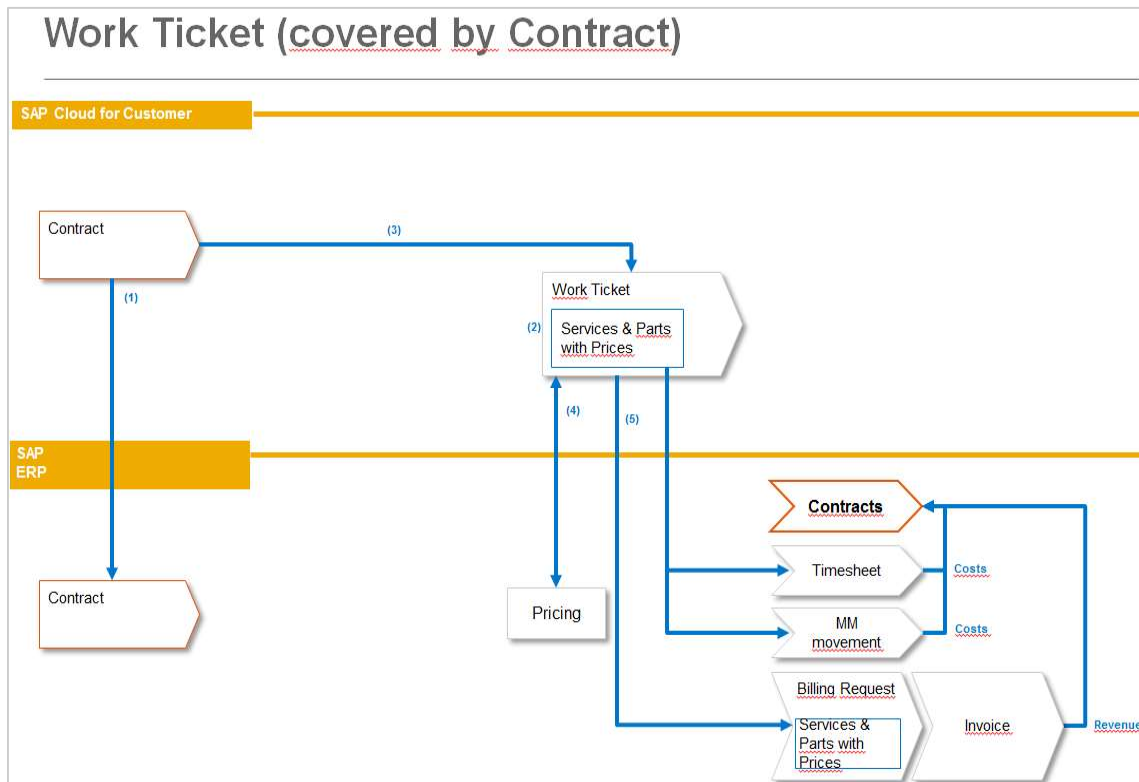 Work Ticket (covered by Contract)
SAP Cloud for Customer
Contract
(3)
(1)
Work Ticket
(2)
Services & Parts
with Prices
(4)
(5)
SAP
ERP
Contracts
Timesheet
Costs
Contract
Pricing
MM
movement
Costs
Billing Request
Services &
Parts with
Prices
Invoice
Revenue